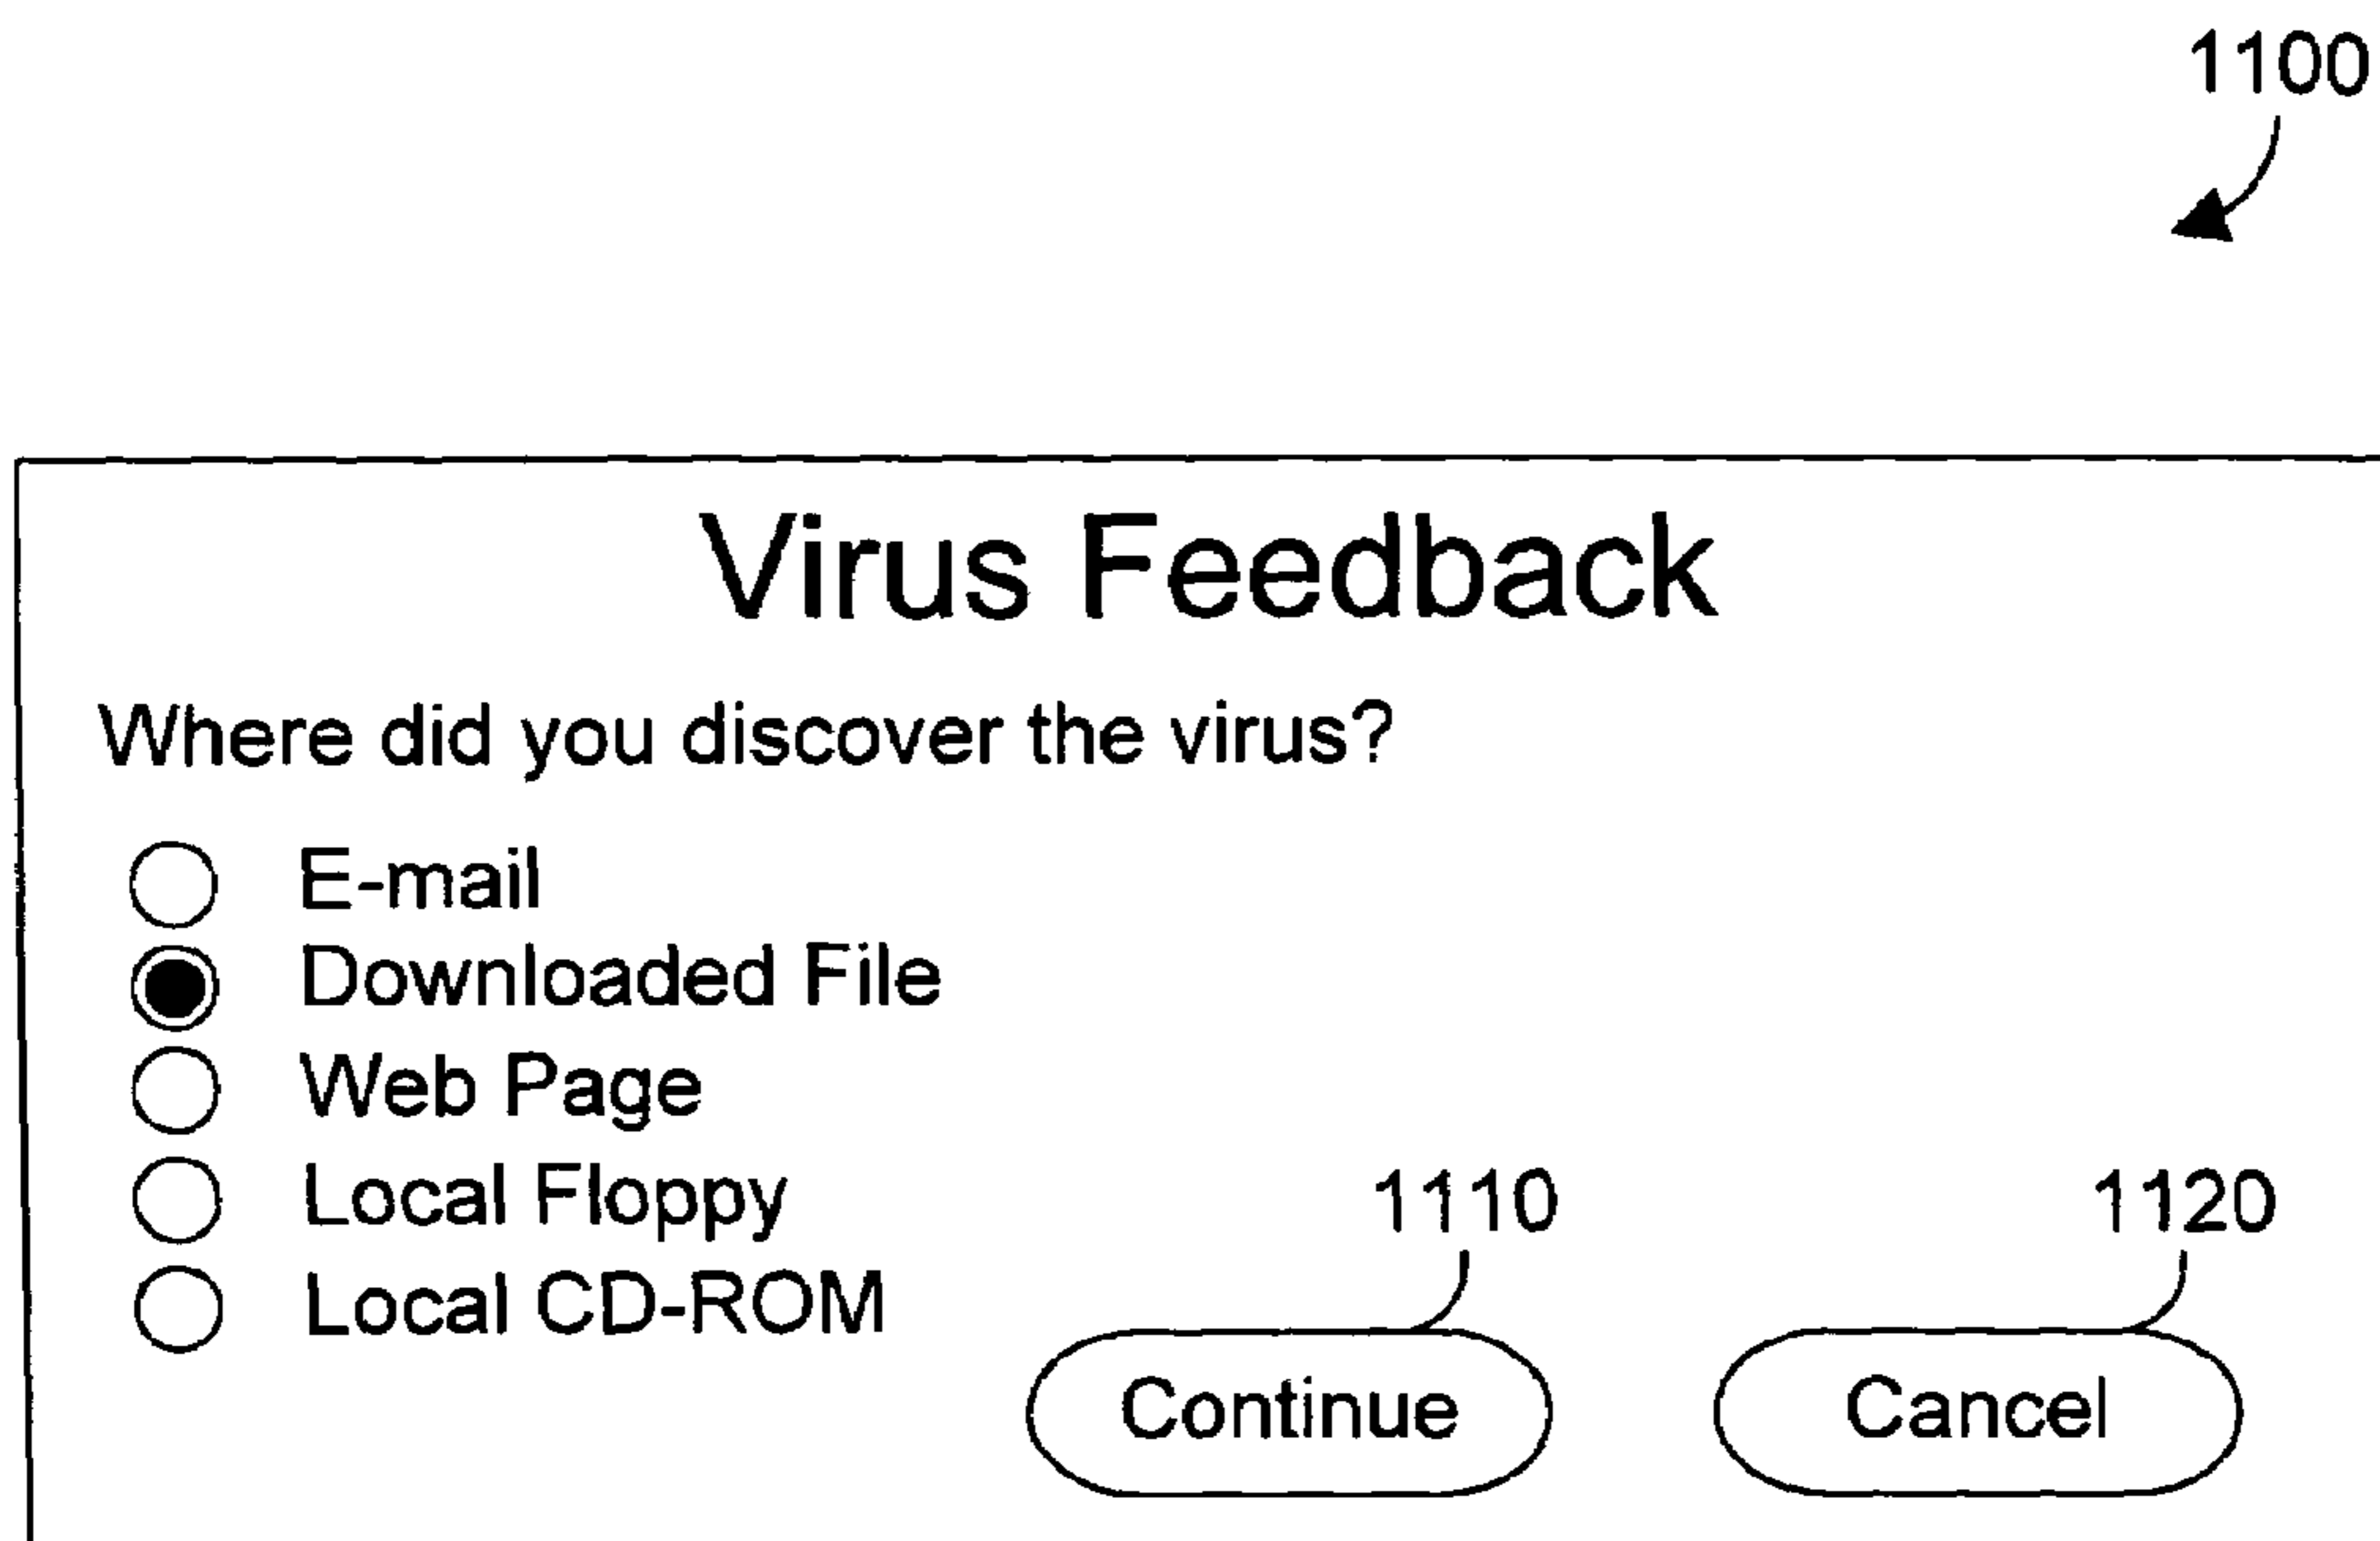 1100
Virus Feedback
Where did you discover the virus?
E-mail
Downloaded File
Web Page
Local Floppy
1110
1120
Local CD-ROM
Continue
Cancel